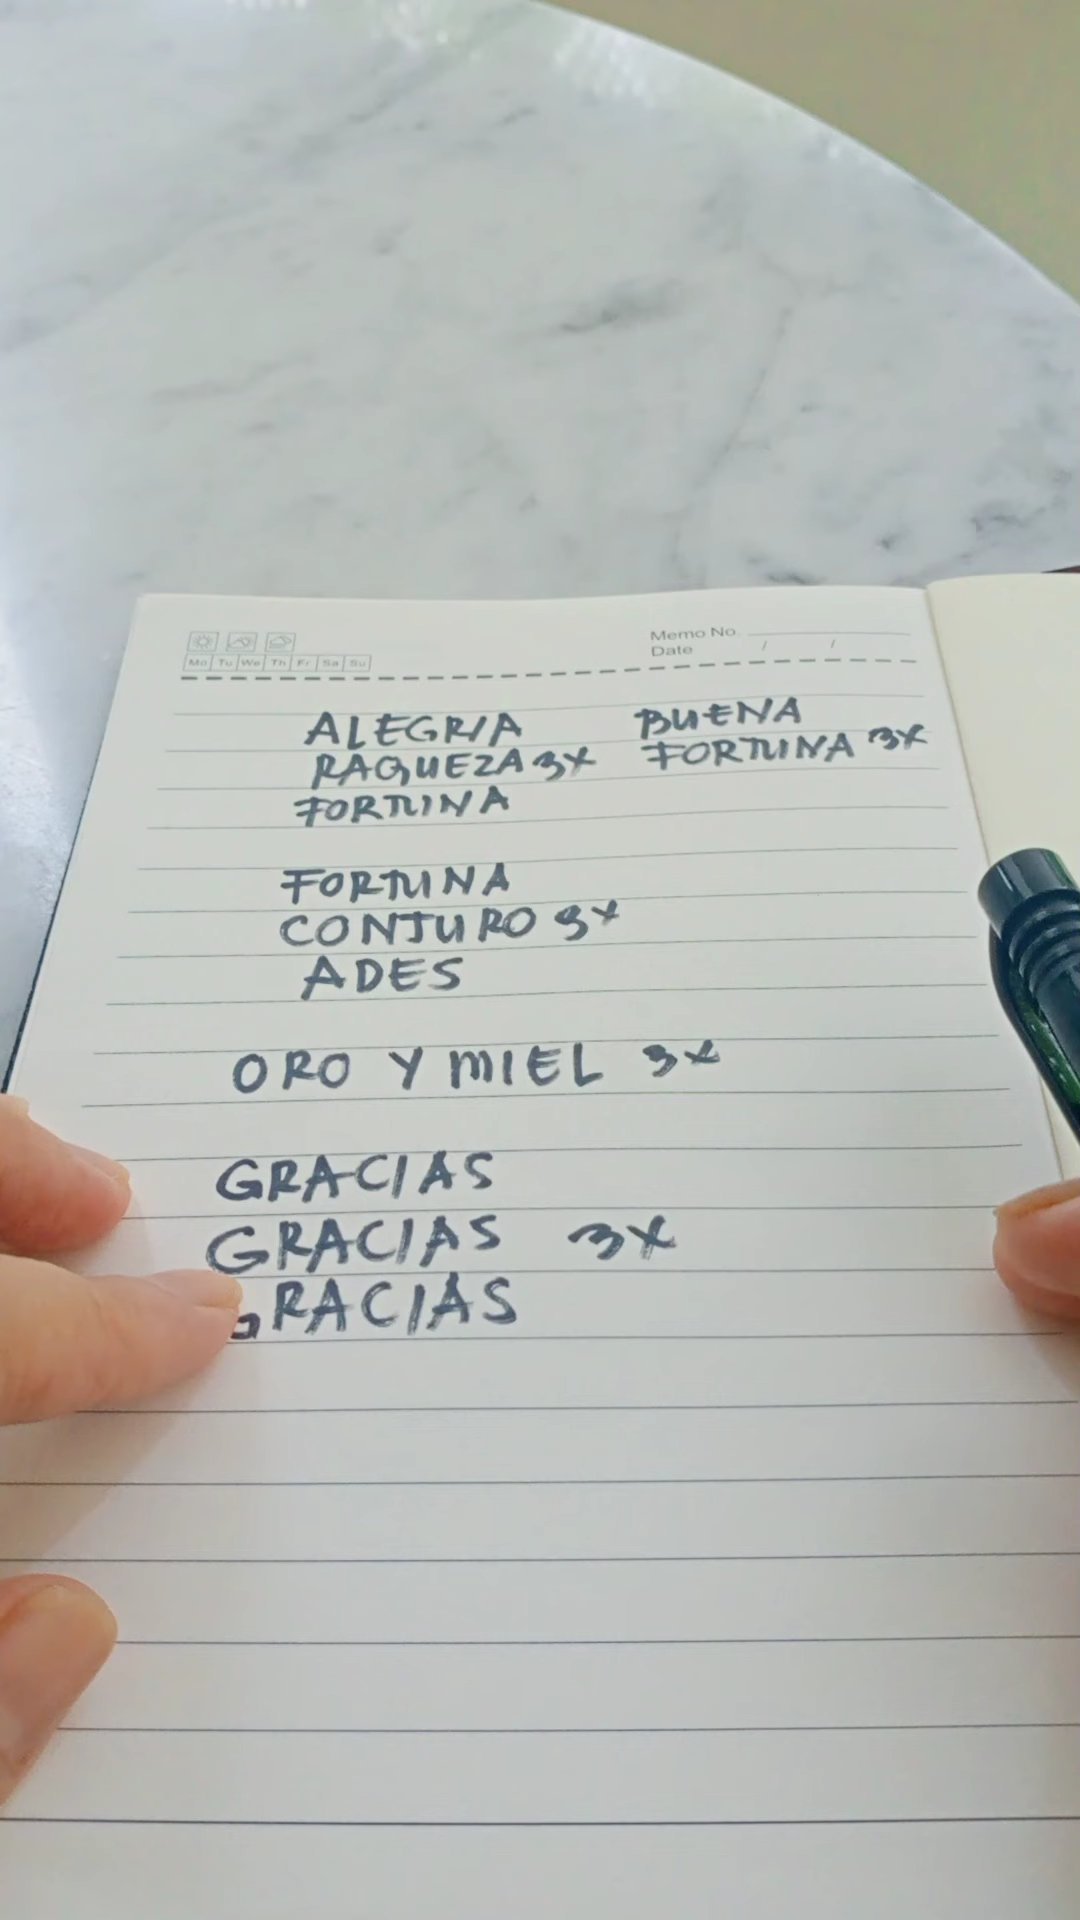 Memo No.
Mo Tu We Th Fr Sa Su
Date / /
ALEGRIA
RAQUEZA 3X
FORTUNA
BUENA
FORTUNA 3X
FORTUNA
CONJURO 3X
ADES
ORO Y MIEL 3X
GRACIAS
GRACIAS 3X
GRACIAS